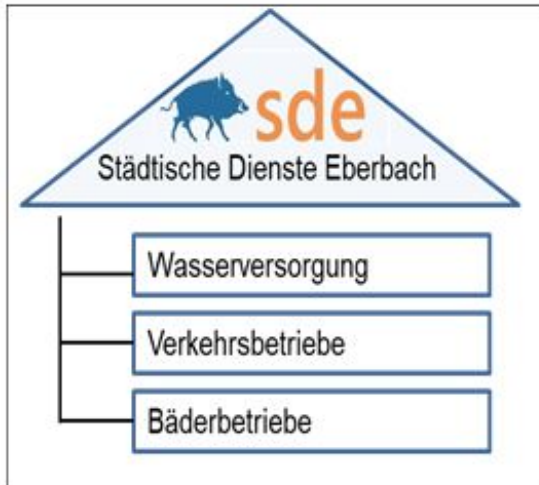 sde
Städtische Dienste Eberbach
Wasserversorgung
Verkehrsbetriebe
Bäderbetriebe